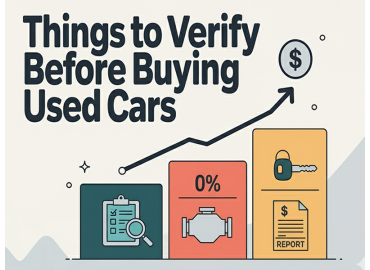 Things to Verify
Before Buying
Used Cars
$
0%
$
REPORT